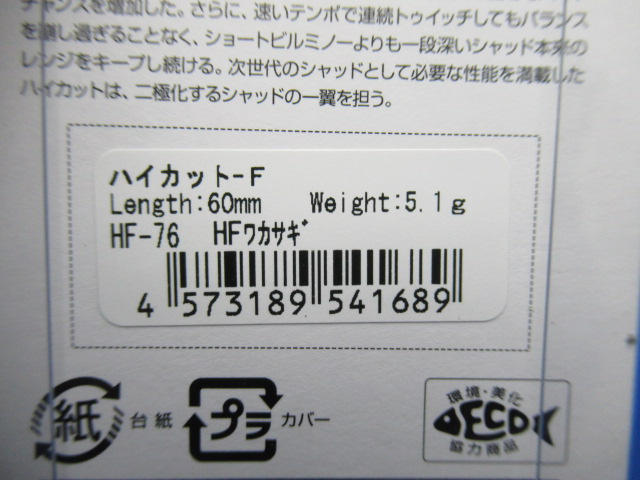 チャンスを増加した。さらに、速いテンポで連続トゥイッチしてもバランス
を崩し過ぎることなく、ショートビルミノーよりも一段深いシャッド本来の
レンジをキープし続ける。次世代のシャッドとして必要な性能を満載した
ハイカットは、二極化するシャッドの一翼を担う。
ハイカット-F
Length:60mm Weight:5.1g
HF-76 HFワカサギ
4 573189 541689
紙 台紙 プラ カバー
環境・美化
ECO
協力商品